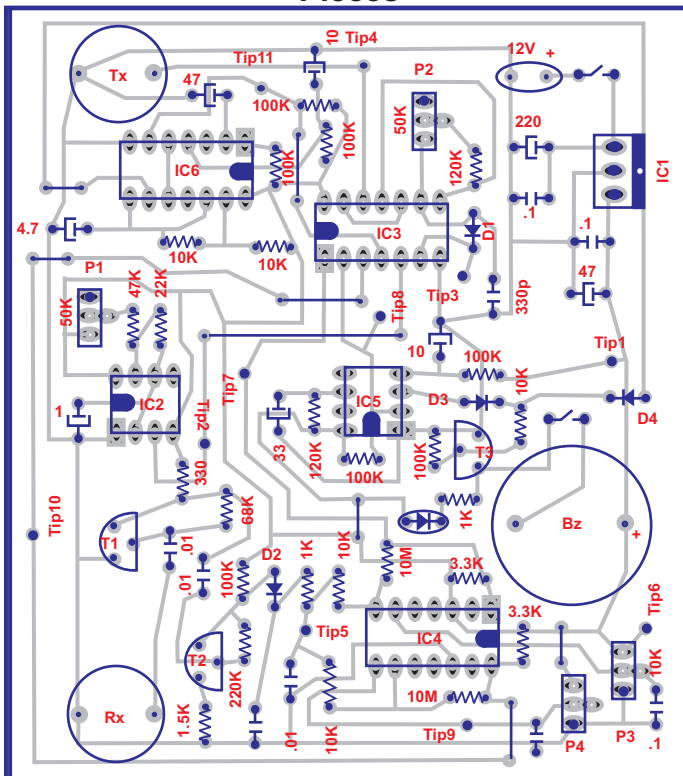 10
Tip4
Tip11
12V
+
P2
Tx
47
100K
50K
220
100K
IC1
IC6
100K
120K
.1
4.7
IC3
D1
.1
10K
10K
P1
47K
22K
Tip8
Tip3
330p
47
50K
10
Tip1
100K
Tip7
10K
IC2
1
Tip2
IC5
D3
D4
33
120K
100K
T3
330
100K
Tip10
68K
1K
Bz
+
T1
.01
D2
1K
10K
10M
.01
100K
3.3K
3.3K
Tip6
Tip5
IC4
T2
10K
220K
10M
Rx
1.5K
.01
10K
Tip9
P4
P3
.1